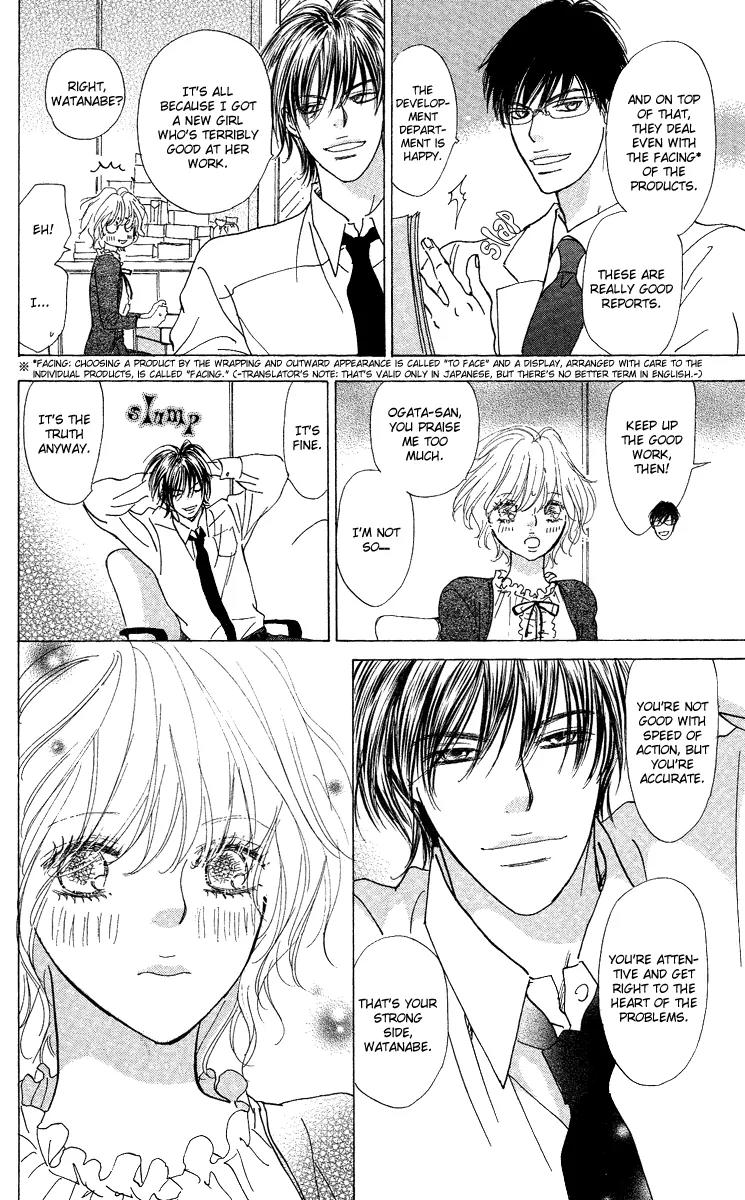 AND ON TOP
OF THAT,
THEY DEAL
EVEN WITH
THE FACING*
OF THE
PRODUCTS.
THESE ARE
REALLY GOOD
REPORTS.
slap
THE
DEVELOP-
MENT
DEPART-
MENT IS
HAPPY.
IT'S ALL
BECAUSE I GOT
A NEW GIRL
WHO'S TERRIBLY
GOOD AT HER
WORK.
RIGHT,
WATANABE?
EH!
I...
※ *FACING: CHOOSING A PRODUCT BY THE WRAPPING AND OUTWARD APPEARANCE IS CALLED "TO FACE" AND A DISPLAY, ARRANGED WITH CARE TO THE
INDIVIDUAL PRODUCTS, IS CALLED "FACING." (-TRANSLATOR'S NOTE: THAT'S VALID ONLY IN JAPANESE, BUT THERE'S NO BETTER TERM IN ENGLISH.-)
KEEP UP
THE GOOD
WORK,
THEN!
OGATA-SAN,
YOU PRAISE
ME TOO
MUCH.
I'M NOT
SO--
IT'S
FINE.
slump
IT'S THE
TRUTH
ANYWAY.
YOU'RE NOT
GOOD WITH
SPEED OF
ACTION, BUT
YOU'RE
ACCURATE.
YOU'RE ATTEN-
TIVE AND GET
RIGHT TO THE
HEART OF THE
PROBLEMS.
THAT'S YOUR
STRONG
SIDE,
WATANABE.